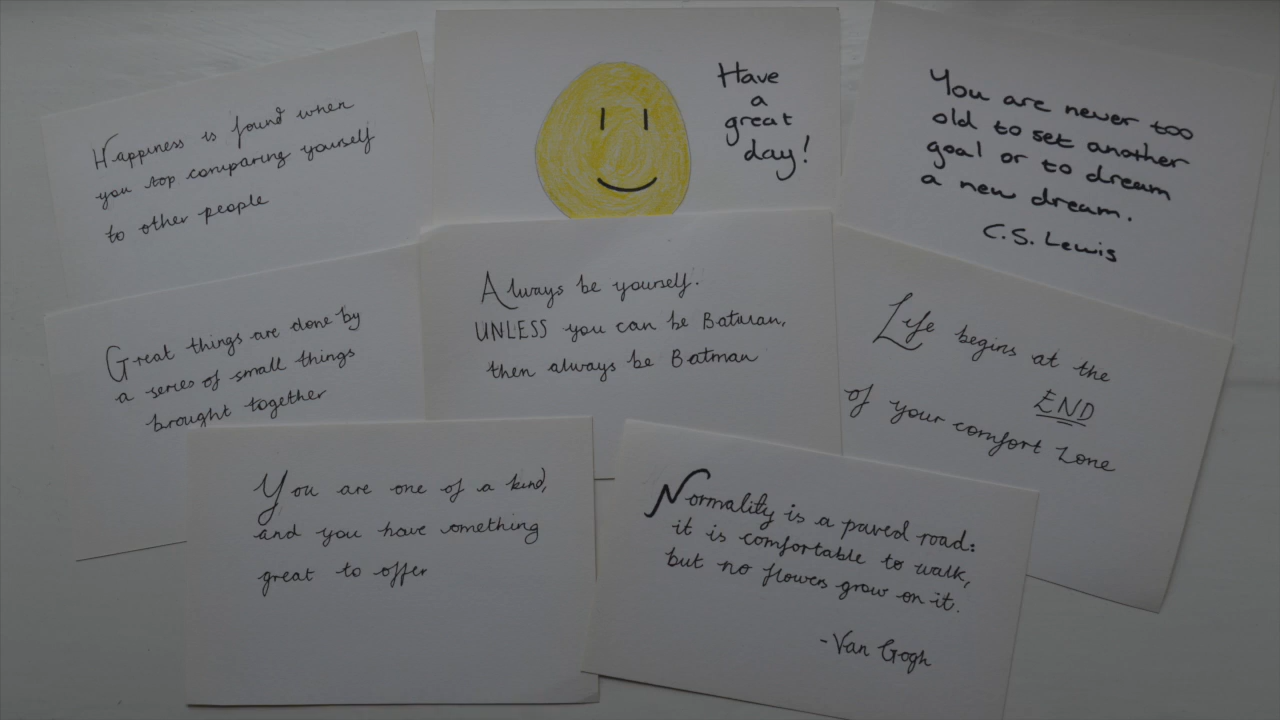 Happiness is found when
you stop comparing yourself
to other people
Have
a
great
day!
You are never too
old to set another
goal or to dream
a new dream.
C.S. Lewis
Great things are done by
a series of small things
brought together
Always be yourself.
UNLESS you can be Batman,
then always be Batman
Life begins at the
END
of your comfort zone
You are one of a kind,
and you have something
great to offer
Normality is a paved road:
it is comfortable to walk,
but no flowers grow on it.
-Van Gogh